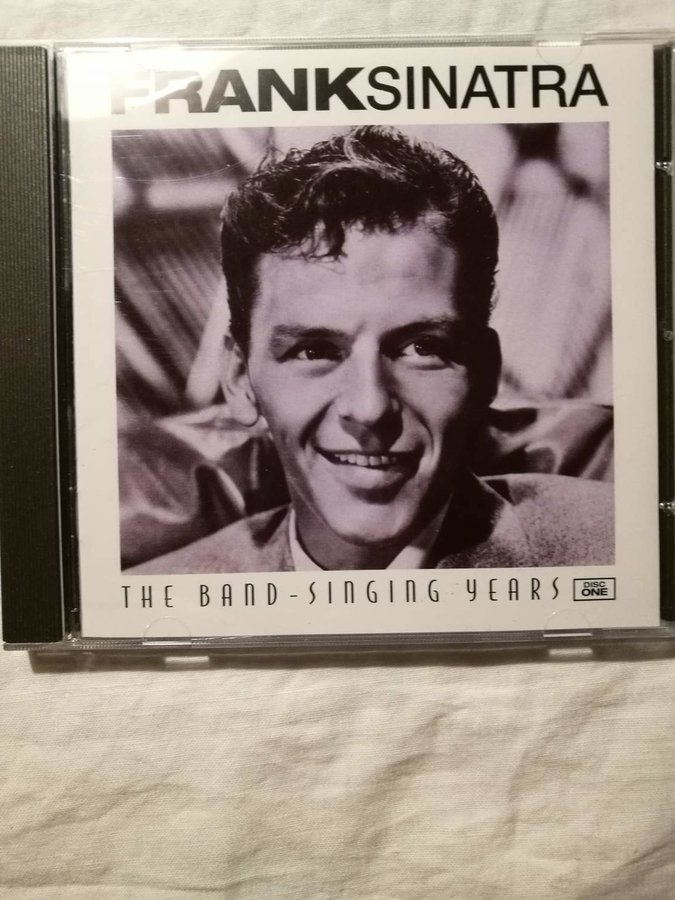 FRANKSINATRA
THE BAND-SINGING YEARS
DISC
ONE